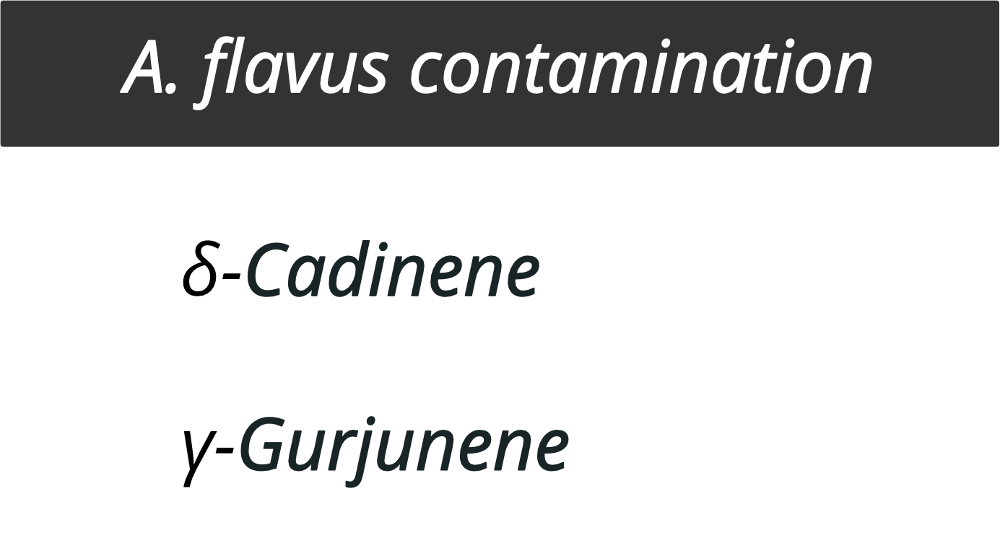 A. flavus contamination
δ-Cadinene
γ-Gurjunene